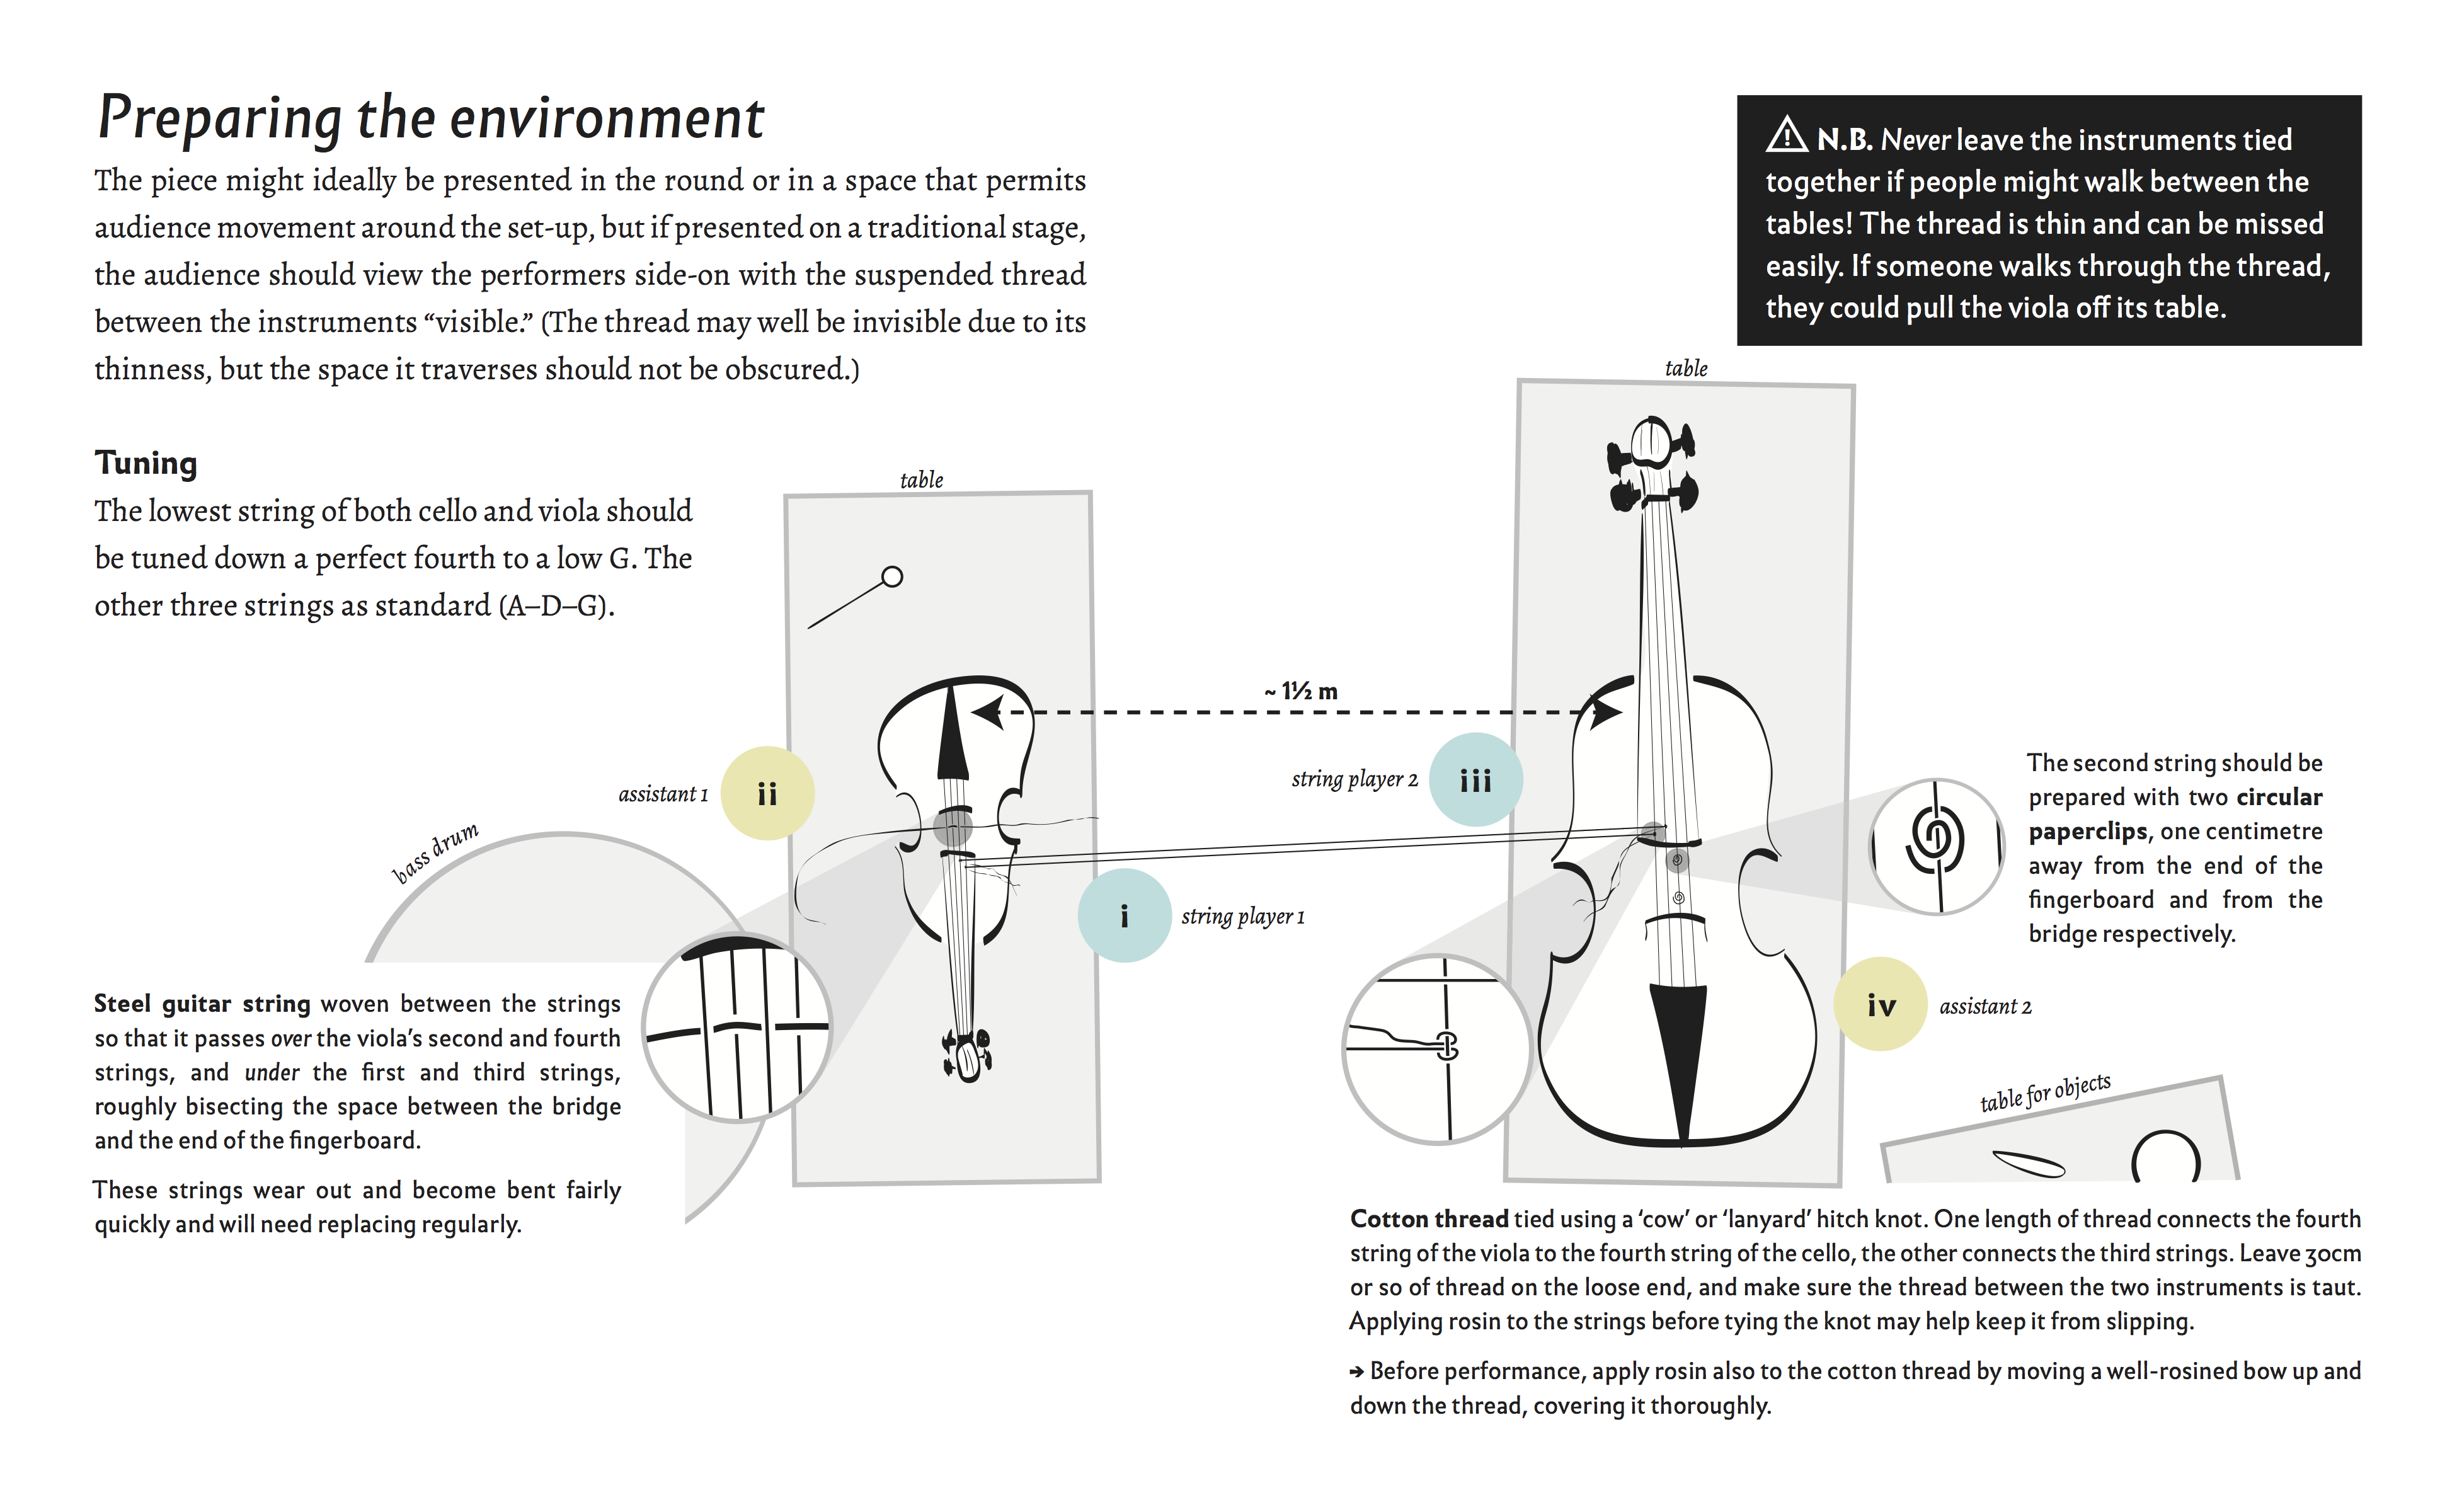 Preparing the environment
The piece might ideally be presented in the round or in a space that permits
audience movement around the set-up, but if presented on a traditional stage,
the audience should view the performers side-on with the suspended thread
between the instruments “visible.” (The thread may well be invisible due to its
thinness, but the space it traverses should not be obscured.)
⚠ N.B. Never leave the instruments tied
together if people might walk between the
tables! The thread is thin and can be missed
easily. If someone walks through the thread,
they could pull the viola off its table.
Tuning
The lowest string of both cello and viola should
be tuned down a perfect fourth to a low G. The
other three strings as standard (A–D–G).
table
table
~ 1½ m
assistant 1
ii
string player 2
iii
bass drum
i
string player 1
The second string should be
prepared with two circular
paperclips, one centimetre
away from the end of the
fingerboard and from the
bridge respectively.
iv
assistant 2
table for objects
Steel guitar string woven between the strings
so that it passes over the viola’s second and fourth
strings, and under the first and third strings,
roughly bisecting the space between the bridge
and the end of the fingerboard.
These strings wear out and become bent fairly
quickly and will need replacing regularly.
Cotton thread tied using a ‘cow’ or ‘lanyard’ hitch knot. One length of thread connects the fourth
string of the viola to the fourth string of the cello, the other connects the third strings. Leave 30cm
or so of thread on the loose end, and make sure the thread between the two instruments is taut.
Applying rosin to the strings before tying the knot may help keep it from slipping.
➔ Before performance, apply rosin also to the cotton thread by moving a well-rosined bow up and
down the thread, covering it thoroughly.